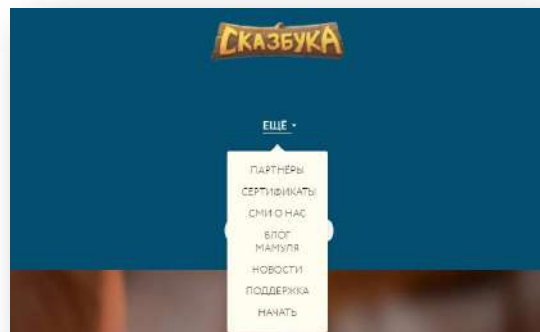 СКАЗБУКА
ЕЩЁ
ПАРТНЁРЫ
СЕРТИФИКАТЫ
СМИ О НАС
БЛОГ
МАМУЛЯ
НОВОСТИ
ПОДДЕРЖКА
НАЧАТЬ